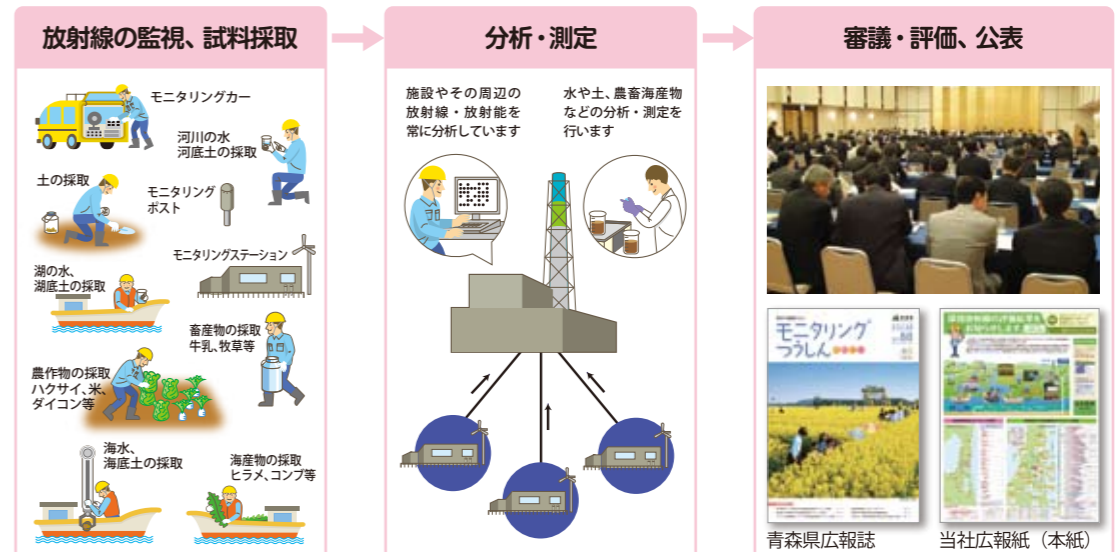 放射線の監視、試料採取
モニタリングカー
河川の水
河底土の採取
土の採取
モニタリング
ポスト
モニタリングステーション
湖の水、
湖底土の採取
畜産物の採取
牛乳、牧草等
農作物の採取
ハクサイ、米、
ダイコン等
海水、
海底土の採取
海産物の採取
ヒラメ、コンブ等
分析・測定
施設やその周辺の
放射線・放射能を
常に分析しています
水や土、農畜海産物
などの分析・測定を
行います
審議・評価、公表
モニタリング
つうしん
青森県広報誌
当社広報紙（本紙）